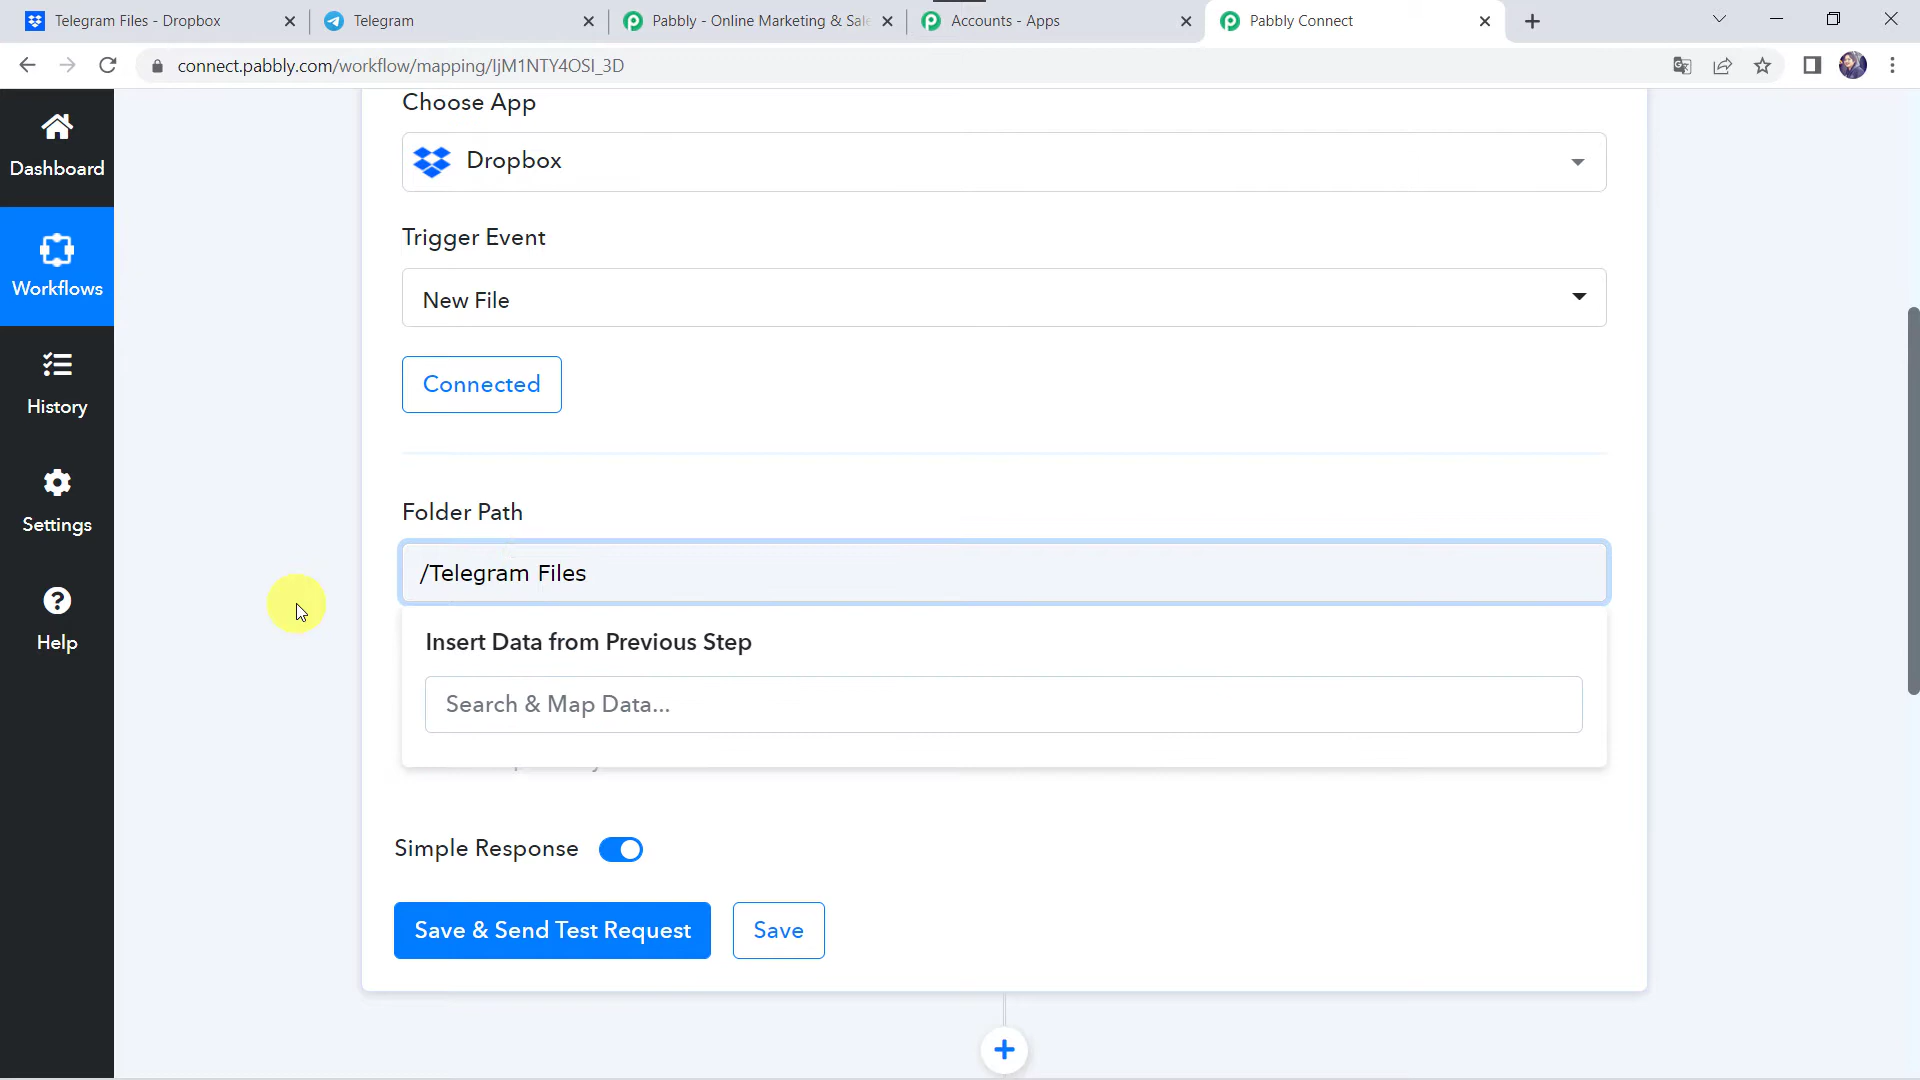 Telegram Files - Dropbox
Telegram
Pabbly - Online Marketing & Sale
Accounts - Apps
Pabbly Connect
connect.pabbly.com/workflow/mapping/IjM1NTY4OSI_3D
Choose App
Dropbox
Dashboard
Trigger Event
New File
Workflows
Connected
History
Folder Path
Settings
/Telegram Files
Help
Insert Data from Previous Step
Search & Map Data...
Simple Response
Save & Send Test Request
Save